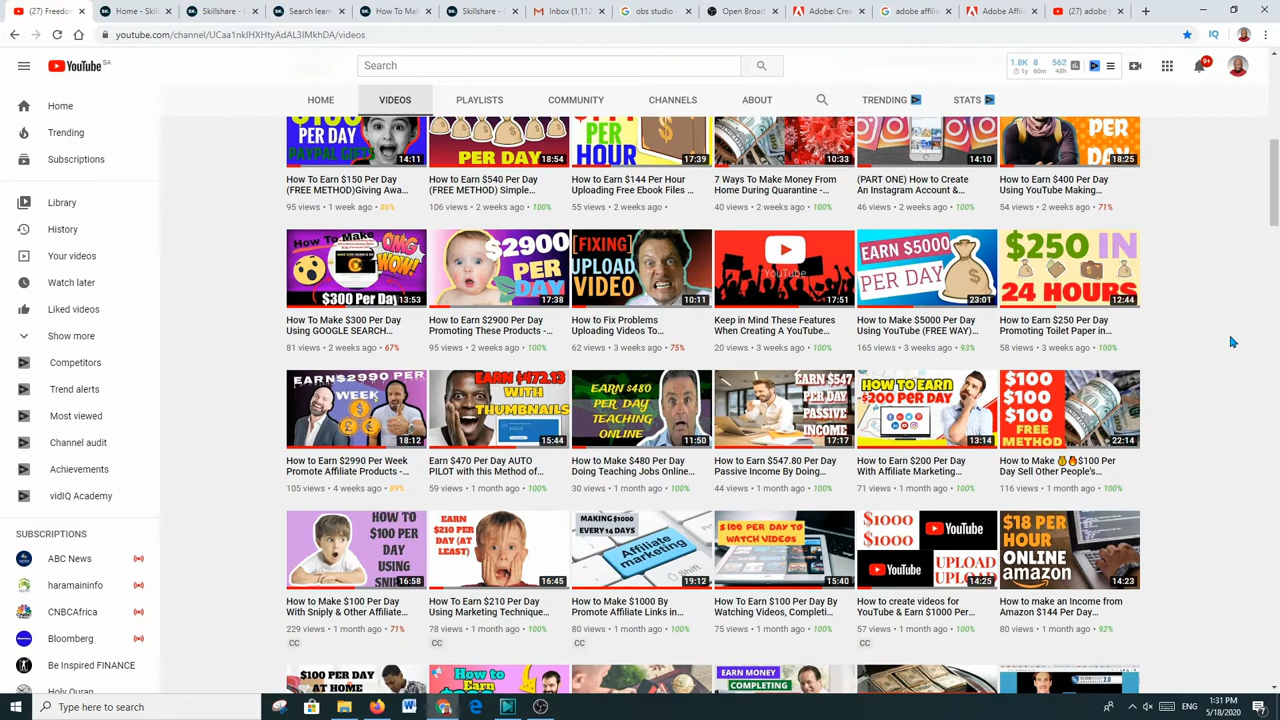 (27) adobe f
Home - Skil
Skillshare - C
Search learn
How To Mak
Skillshare -
Gmail
Inbox (1,112
obs studio -
Open Broad
Adobe: Crea
adobe affilia
Adobe Affili
(27) adobe
youtube.com/channel/UCaa1nkIHXHtyAdAL3IMkhDA/videos
YouTube SA
Search
1.8K 8 562
1y 60m 48h
9+
HOME VIDEOS PLAYLISTS COMMUNITY CHANNELS ABOUT TRENDING STATS
Home
Trending
Subscriptions
Library
History
Your videos
Watch later
Liked videos
Show more
Competitors
Trend alerts
Most viewed
Channel audit
Achievements
vidIQ Academy
SUBSCRIPTIONS
ABC News
haramaininfo
CNBCAfrica
Bloomberg
Be Inspired FINANCE
PER DAY
PAYPAL GIFTS
14:11
How To Earn $150 Per Day
(FREE METHOD)Giving Awa...
95 views • 1 week ago • 86%
PER DAY
18:54
How to Earn $540 Per Day
(FREE METHOD) Simple...
106 views • 2 weeks ago • 100%
PER
HOUR
17:39
How to Earn $144 Per Hour
Uploading Free Ebook Files ...
55 views • 2 weeks ago •
10:33
7 Ways To Make Money From
Home During Quarantine -...
40 views • 2 weeks ago • 100%
14:10
(PART ONE) How to Create
An Instagram Account &...
46 views • 2 weeks ago • 100%
PER
DAY
18:25
How to Earn $400 Per Day
Using YouTube Making...
54 views • 2 weeks ago • 71%
How To Make
OMG
WOW!
$300 Per Day
13:53
How To Make $300 Per Day
Using GOOGLE SEARCH...
81 views • 2 weeks ago • 67%
$2900
PER
DAY
17:38
How to Earn $2900 Per Day
Promoting These Products -...
95 views • 2 weeks ago • 100%
[FIXING]
UPLOAD
VIDEO
10:11
How to Fix Problems
Uploading Videos To...
62 views • 3 weeks ago • 75%
YouTube
17:51
Keep in Mind These Features
When Creating A YouTube...
20 views • 3 weeks ago • 100%
EARN $5000
PER DAY
23:01
How to Make $5000 Per Day
Using YouTube (FREE WAY)...
165 views • 3 weeks ago • 93%
$250 IN
24 HOURS
12:44
How to Earn $250 Per Day
Promoting Toilet Paper in...
58 views • 3 weeks ago • 100%
EARN$2990 PER
WEEK
18:12
How to Earn $2990 Per Week
Promote Affiliate Products -...
105 views • 4 weeks ago • 89%
EARN $472.13
WITH
THUMBNAILS
15:44
Earn $470 Per Day AUTO
PILOT with this Method of...
59 views • 1 month ago • 100%
EARN $480
PER DAY
TEACHING
ONLINE
11:50
How to Make $480 Per Day
Doing Teaching Jobs Online...
30 views • 1 month ago • 100%
EARN $547
PER DAY
PASSIVE
INCOME
17:17
How to Earn $547.80 Per Day
Passive Income By Doing...
44 views • 1 month ago • 100%
HOW TO EARN
$200 PER DAY
13:14
How to Earn $200 Per Day
With Affiliate Marketing...
71 views • 1 month ago • 100%
$100
$100
$100
FREE
METHOD
22:14
How to Make 🥇🔥$100 Per
Day Sell Other People's...
116 views • 1 month ago • 100%
HOW TO
$100 PER
DAY
USING
16:58
How to Make $100 Per Day
With Sniply & Other Affiliate...
229 views • 1 month ago • 71%
CC
EARN
$210 PER
DAY (AT
LEAST)
16:45
How To Earn $210 Per Day
Using Marketing Technique...
78 views • 1 month ago • 100%
CC
MAKING $1000
EVERY 14 DAYS
Affiliate
marketing
19:12
How to Make $1000 By
Promote Affiliate Links in...
80 views • 1 month ago • 100%
CC
$100 PER DAY TO
WATCH VIDEOS
15:40
How To Earn $100 Per Day By
Watching Videos, Completi...
75 views • 1 month ago • 100%
$1000
$1000
YouTube
YouTube
UPLOAD
UPLO
14:25
How to create videos for
YouTube & Earn $1000 Per...
57 views • 1 month ago • 100%
CC
$18 PER
HOUR
ONLINE
amazon
14:23
How to make an Income from
Amazon $144 Per Day...
80 views • 1 month ago • 92%
$100 PER
DAY AT HOME
How to
Earn
EARN MONEY
COMPLETING
Type here to search
1:31 PM
5/18/2020